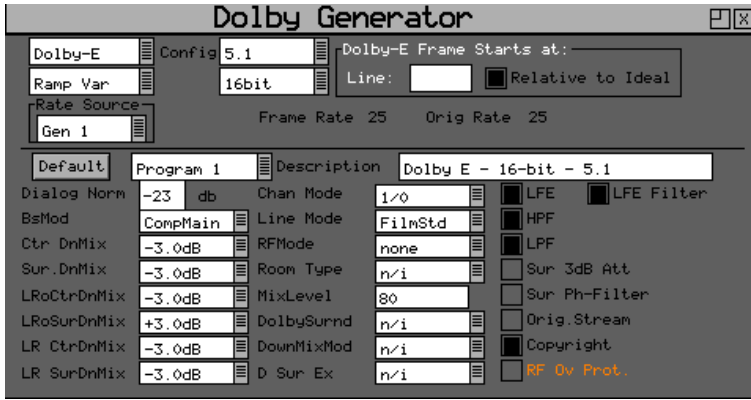 Dolby Generator
Dolby-E Config 5.1 Dolby-E Frame Starts at:
Ramp Var 16bit Line: Relative to Ideal
Rate Source
Gen 1 Frame Rate 25 Orig Rate 25
Default Program 1 Description Dolby E - 16-bit - 5.1
Dialog Norm -23 db Chan Mode 1/0 LFE LFE Filter
BsMod CompMain Line Mode FilmStd HPF
Ctr DnMix -3.0dB RFMode none LPF
Sur.DnMix -3.0dB Room Type n/i Sur 3dB Att
LRoCtrDnMix -3.0dB MixLevel 80 Sur Ph-Filter
LRoSurDnMix +3.0dB DolbySurnd n/i Orig.Stream
LR CtrDnMix -3.0dB DownMixMod n/i Copyright
LR SurDnMix -3.0dB D Sur Ex n/i RF Ov Prot.